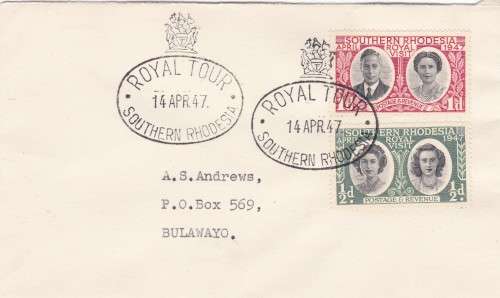 ROYAL TOUR
14 APR.47.
SOUTHERN RHODESIA
ROYAL TOUR
14 APR.47.
SOUTHERN RHODESIA
SOUTHERN RHODESIA
APRIL ROYAL 1947
VISIT
1d 1d
POSTAGE & REVENUE
SOUTHERN RHODESIA
APRIL ROYAL 1947
VISIT
½d. ½d.
POSTAGE & REVENUE
A.S.Andrews,
P.O.Box 569,
BULAWAYO.